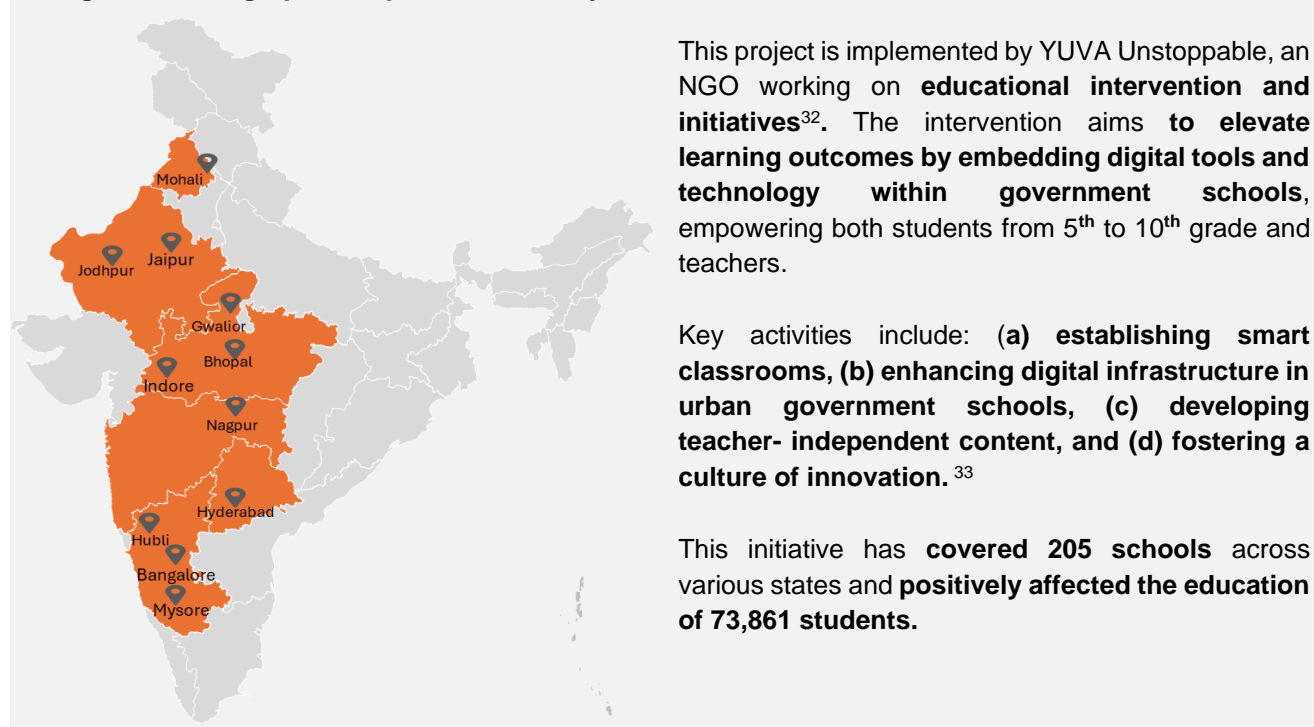 Mohali
Jodhpur
Jaipur
Gwalior
Bhopal
Indore
Nagpur
Hyderabad
Hubli
Bangalore
Mysore
This project is implemented by YUVA Unstoppable, an
NGO working on educational intervention and
initiatives32. The intervention aims to elevate
learning outcomes by embedding digital tools and
technology within government schools,
empowering both students from 5th to 10th grade and
teachers.
Key activities include: (a) establishing smart
classrooms, (b) enhancing digital infrastructure in
urban government schools, (c) developing
teacher- independent content, and (d) fostering a
culture of innovation. 33
This initiative has covered 205 schools across
various states and positively affected the education
of 73,861 students.